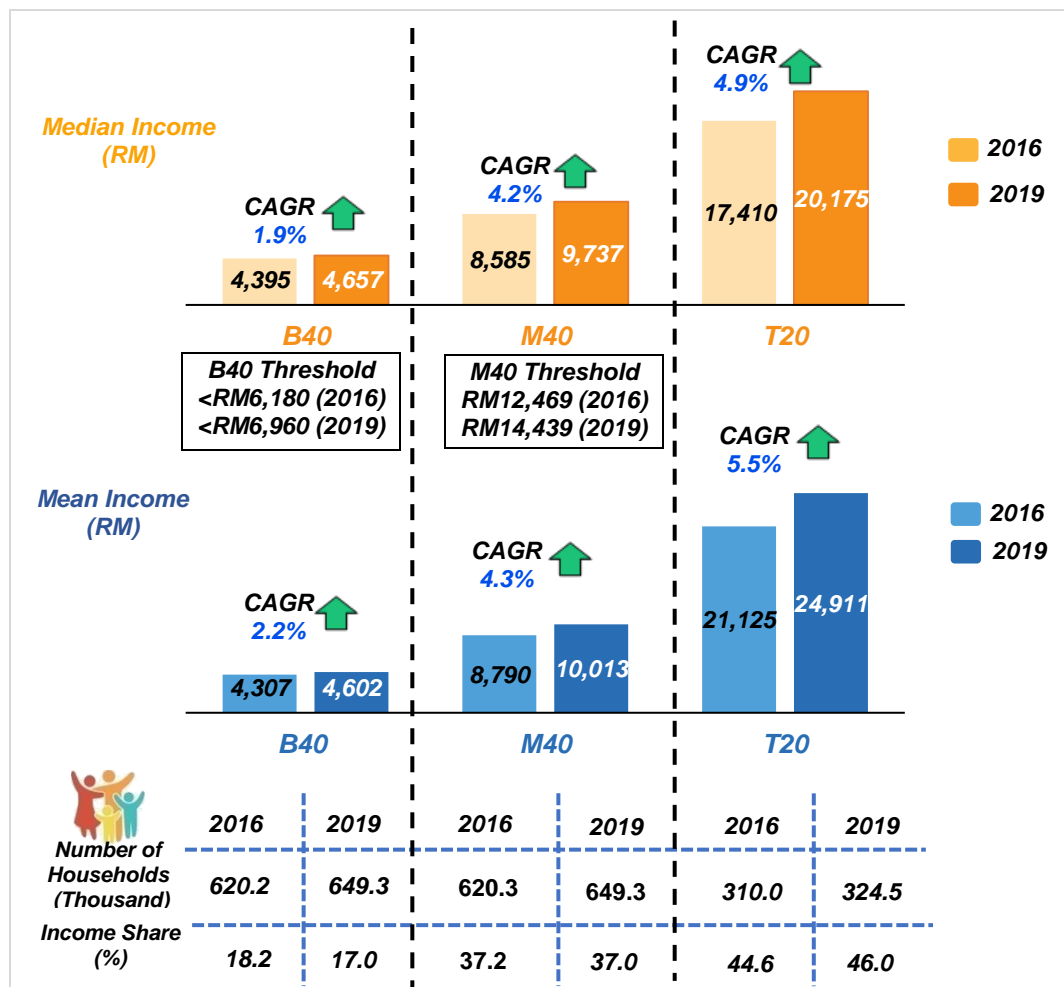 Median Income
(RM)
CAGR
1.9%
4,395
4,657
B40
CAGR
4.2%
8,585
9,737
M40
CAGR
4.9%
17,410
20,175
T20
2016
2019
B40 Threshold
<RM6,180 (2016)
<RM6,960 (2019)
M40 Threshold
RM12,469 (2016)
RM14,439 (2019)
Mean Income
(RM)
CAGR
2.2%
4,307
4,602
B40
CAGR
4.3%
8,790
10,013
M40
CAGR
5.5%
21,125
24,911
T20
2016
2019
2016 2019 2016 2019 2016 2019
Number of
Households
(Thousand)
620.2 649.3 620.3 649.3 310.0 324.5
Income Share
(%)
18.2 17.0 37.2 37.0 44.6 46.0